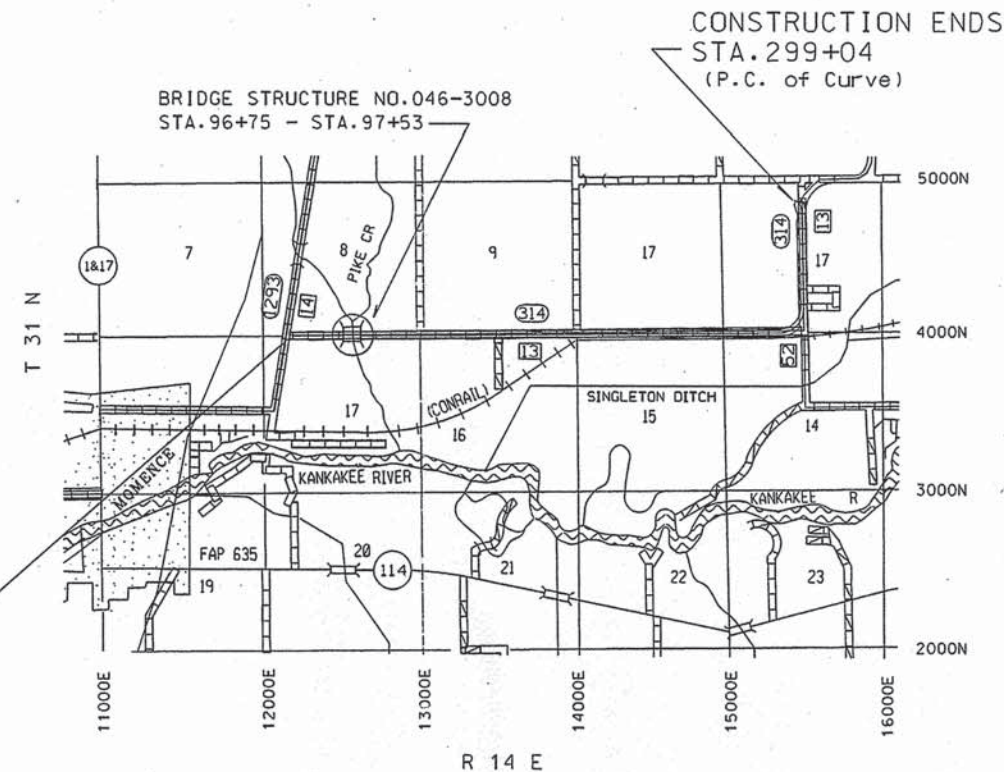 CONSTRUCTION ENDS
STA.299+04
(P.C. of Curve)
BRIDGE STRUCTURE NO.046-3008
STA.96+75 - STA.97+53
5000N
7
8
PIKE CR
9
17
314
13
17
1&17
1293
14
T 31 N
314
4000N
13
52
(CONRAIL)
17
16
SINGLETON DITCH
15
14
MOMENCE
KANKAKEE RIVER
KANKAKEE R
3000N
FAP 635
20
114
19
21
22
23
2000N
11000E
12000E
13000E
14000E
15000E
16000E
R 14 E